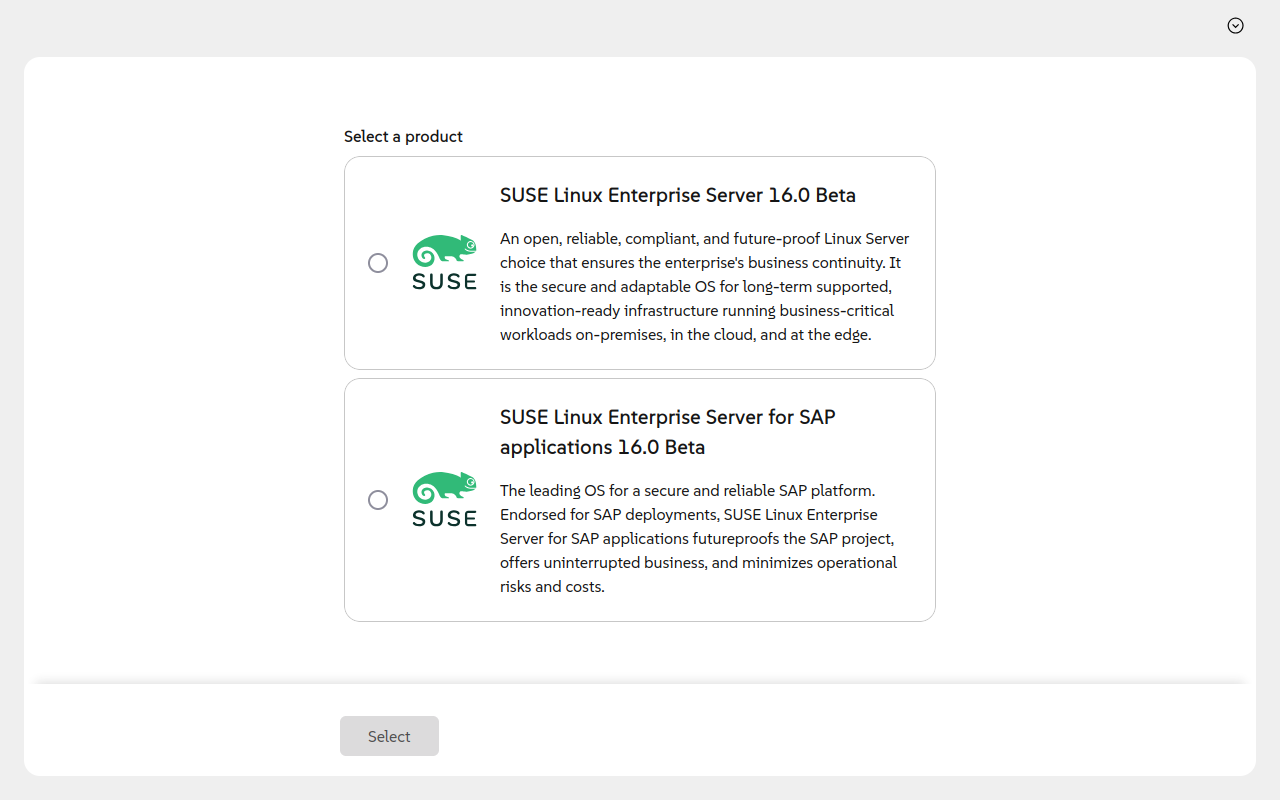 Select a product
SUSE Linux Enterprise Server 16.0 Beta
An open, reliable, compliant, and future-proof Linux Server
choice that ensures the enterprise's business continuity. It
is the secure and adaptable OS for long-term supported,
innovation-ready infrastructure running business-critical
workloads on-premises, in the cloud, and at the edge.
SUSE
SUSE Linux Enterprise Server for SAP
applications 16.0 Beta
The leading OS for a secure and reliable SAP platform.
Endorsed for SAP deployments, SUSE Linux Enterprise
Server for SAP applications futureproofs the SAP project,
offers uninterrupted business, and minimizes operational
risks and costs.
SUSE
Select